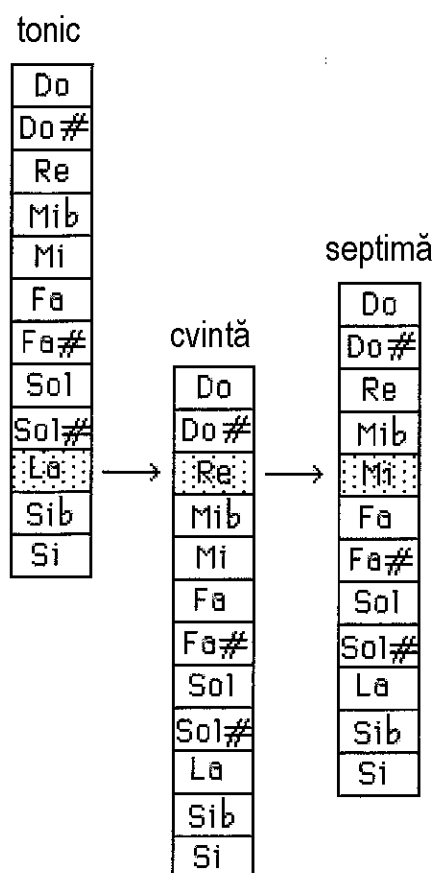 tonic
Do
Do#
Re
Mib
Mi
Fa
Fa#
Sol
Sol#
La
Sib
Si
cvintă
Do
Do#
Re
Mib
Mi
Fa
Fa#
Sol
Sol#
La
Sib
Si
septimă
Do
Do#
Re
Mib
Mi
Fa
Fa#
Sol
Sol#
La
Sib
Si